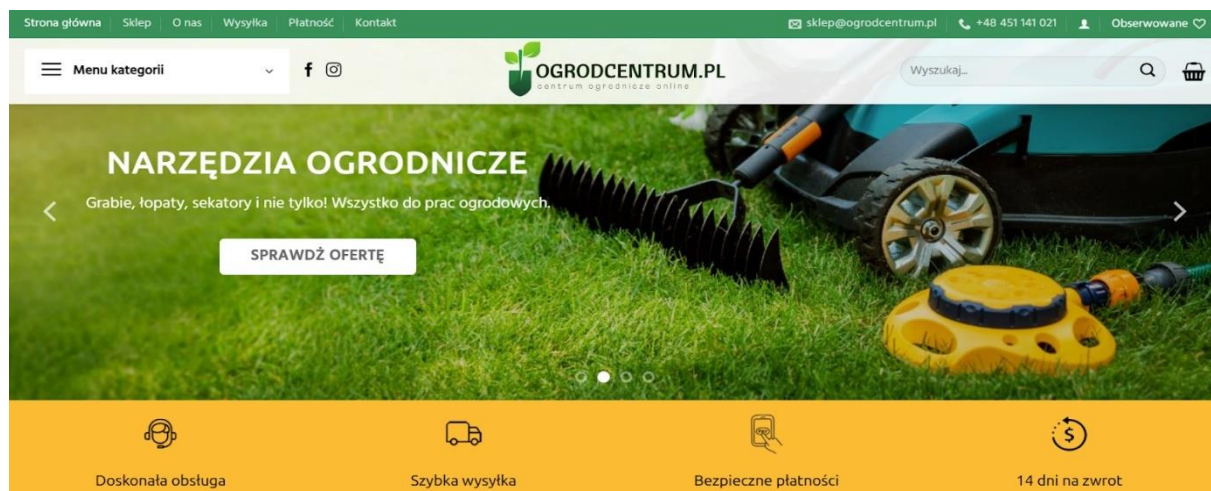 Strona główna Sklep O nas Wysyłka Płatność Kontakt sklep@ogrodcentrum.pl +48 451 141 021 Obserwowane
Menu kategorii OGRODCENTRUM.PL Wyszukaj...
centrum ogrodnicze online
NARZĘDZIA OGRODNICZE
Grabie, łopaty, sekatory i nie tylko! Wszystko do prac ogrodowych.
SPRAWDŹ OFERTĘ
Doskonała obsługa Szybka wysyłka Bezpieczne płatności 14 dni na zwrot